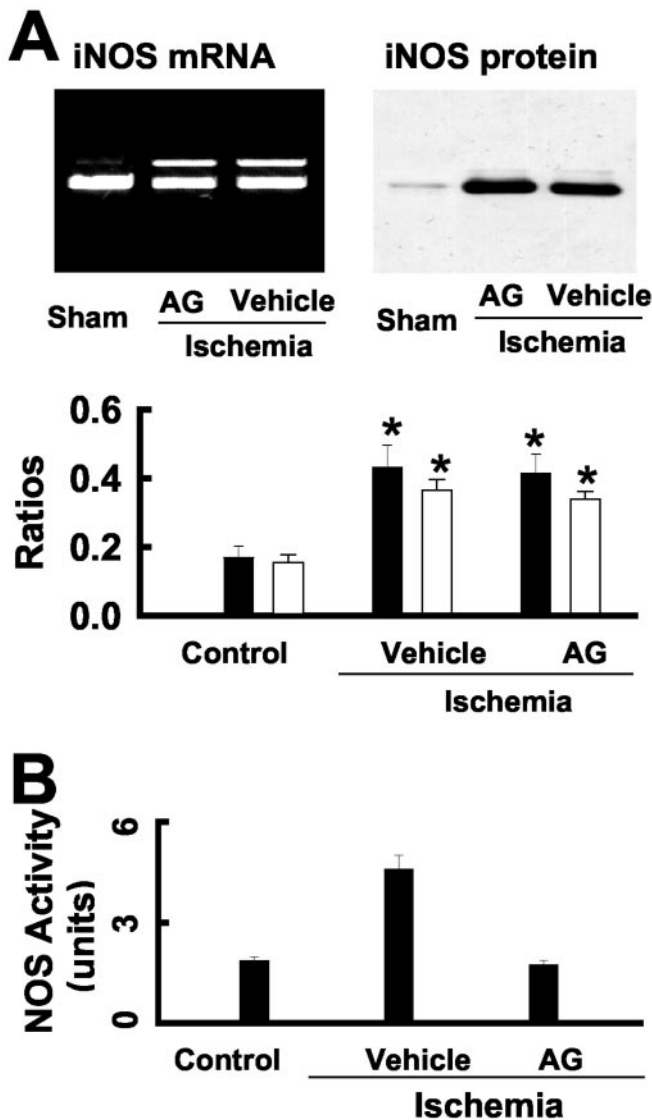 A
iNOS mRNA
iNOS protein
Sham
AG
Vehicle
Ischemia
Sham
AG
Vehicle
Ischemia
Ratios
0.6
0.4
0.2
0.0
*
*
*
*
Control
Vehicle
AG
Ischemia
B
NOS Activity
(units)
6
3
0
Control
Vehicle
AG
Ischemia